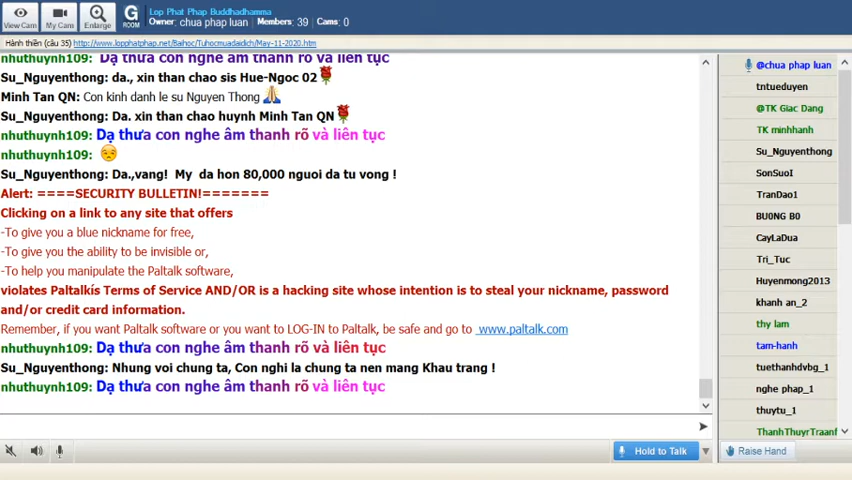 Lop Phat Phap Buddhadhamma
Owner: chua phap luan Members: 39 Cams: 0
View Cam My Cam Enlarge G ROOM
Hành thiền (câu 35) http://www.lopphatphap.net/Baihoc/Tuhocmuadaidich/May-11-2020.htm
nhuthuynh109: Dạ thưa con nghe âm thanh rõ và liên tục
Su_Nguyenthong: da., xin than chao sis Hue-Ngoc 02
Minh Tan QN: Con kinh danh le su Nguyen Thong
Su_Nguyenthong: Da. xin than chao huynh Minh Tan QN
nhuthuynh109: Dạ thưa con nghe âm thanh rõ và liên tục
nhuthuynh109:
Su_Nguyenthong: Da.,vang! My da hon 80,000 nguoi da tu vong !
Alert: ====SECURITY BULLETIN!=======
Clicking on a link to any site that offers
-To give you a blue nickname for free,
-To give you the ability to be invisible or,
-To help you manipulate the Paltalk software,
violates Paltalkís Terms of Service AND/OR is a hacking site whose intention is to steal your nickname, password
and/or credit card information.
Remember, if you want Paltalk software or you want to LOG-IN to Paltalk, be safe and go to www.paltalk.com
nhuthuynh109: Dạ thưa con nghe âm thanh rõ và liên tục
Su_Nguyenthong: Nhung voi chung ta, Con nghi la chung ta nen mang Khau trang !
nhuthuynh109: Dạ thưa con nghe âm thanh rõ và liên tục
Hold to Talk
@chua phap luan
tntueduyen
@TK Giac Dang
TK minhhanh
Su_Nguyenthong
SonSuoI
TranDao1
BU0NG B0
CayLaDua
Tri_Tuc
Huyenmong2013
khanh an_2
thy lam
tam-hanh
tuethanhdvbg_1
nghe phap_1
thuytu_1
ThanhThuyrTraanf
Raise Hand